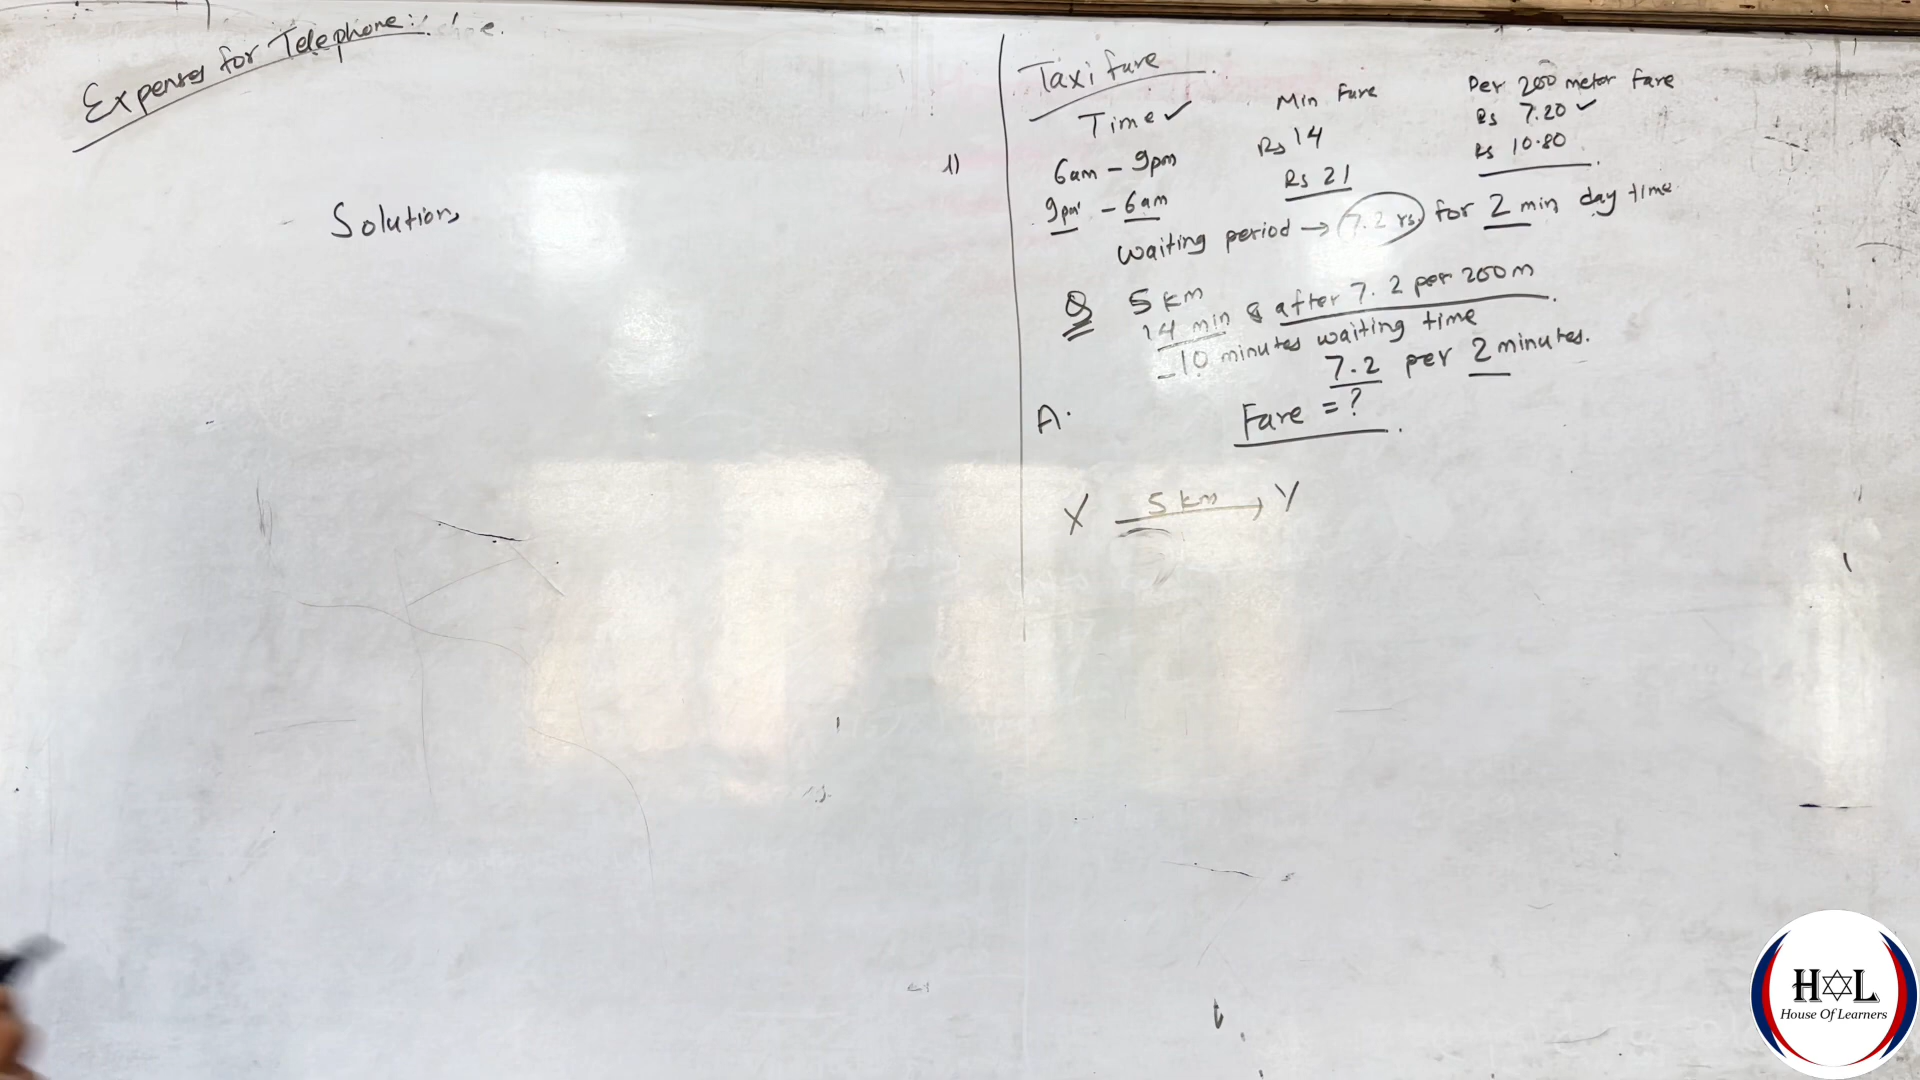 Expenses for Telephone:
Solution,
Taxi fare
Time✓ Min Fare Per 200 meter fare
1) 6am - 9pm Rs 14 Rs 7.20 ✓
9pm - 6am Rs 21 Rs 10.80
Waiting period → 7.2 rs. for 2 min day time
Q 5 km
14 min & after 7.2 per 200m
-10 minutes waiting time
7.2 per 2 minutes.
A. Fare = ?
X 5 km → Y
H L
House Of Learners